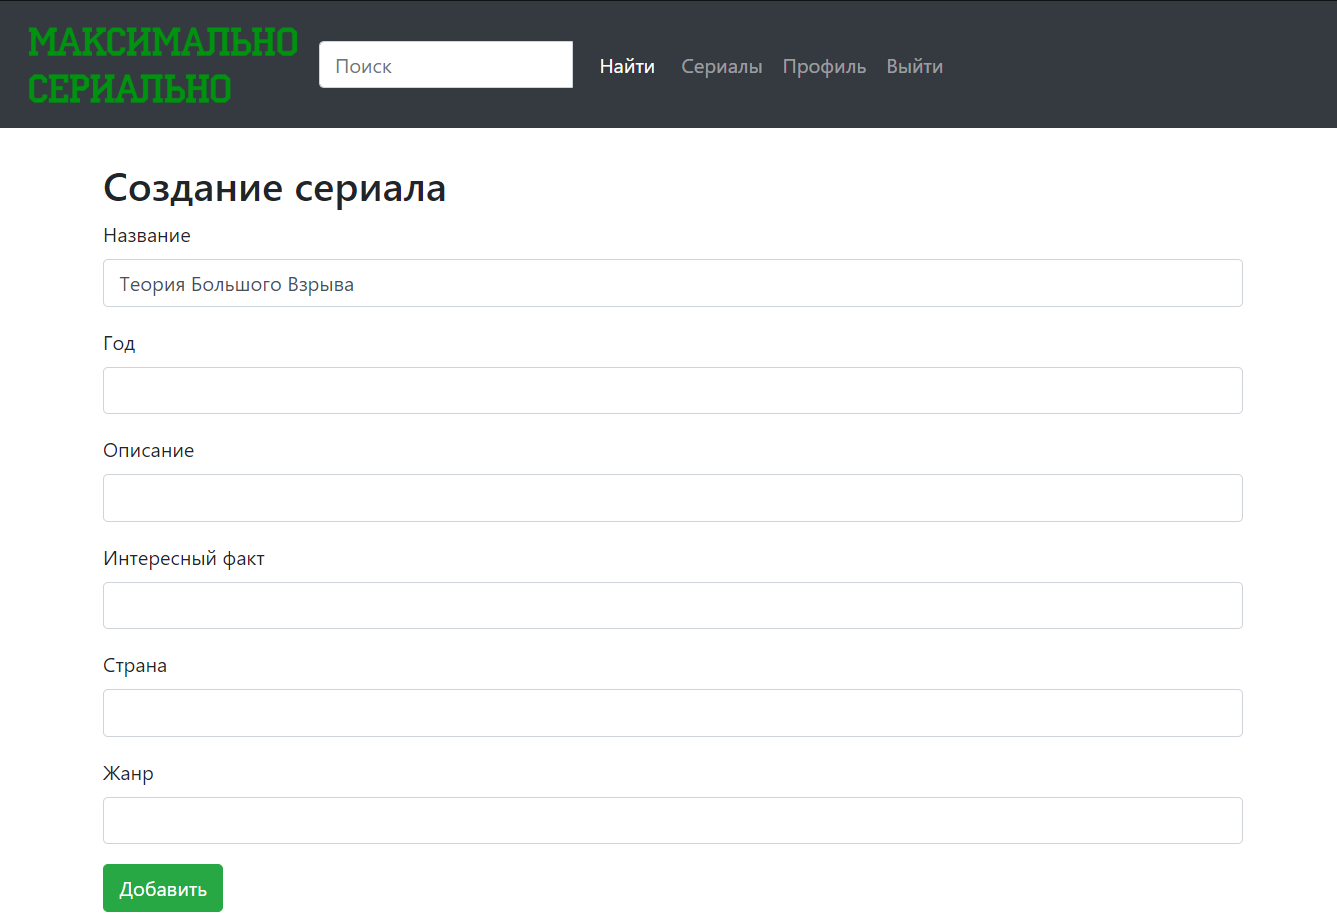 МАКСИМАЛЬНО
СЕРИАЛЬНО
Поиск
Найти
Сериалы
Профиль
Выйти
Создание сериала
Название
Теория Большого Взрыва
Год
Описание
Интересный факт
Страна
Жанр
Добавить